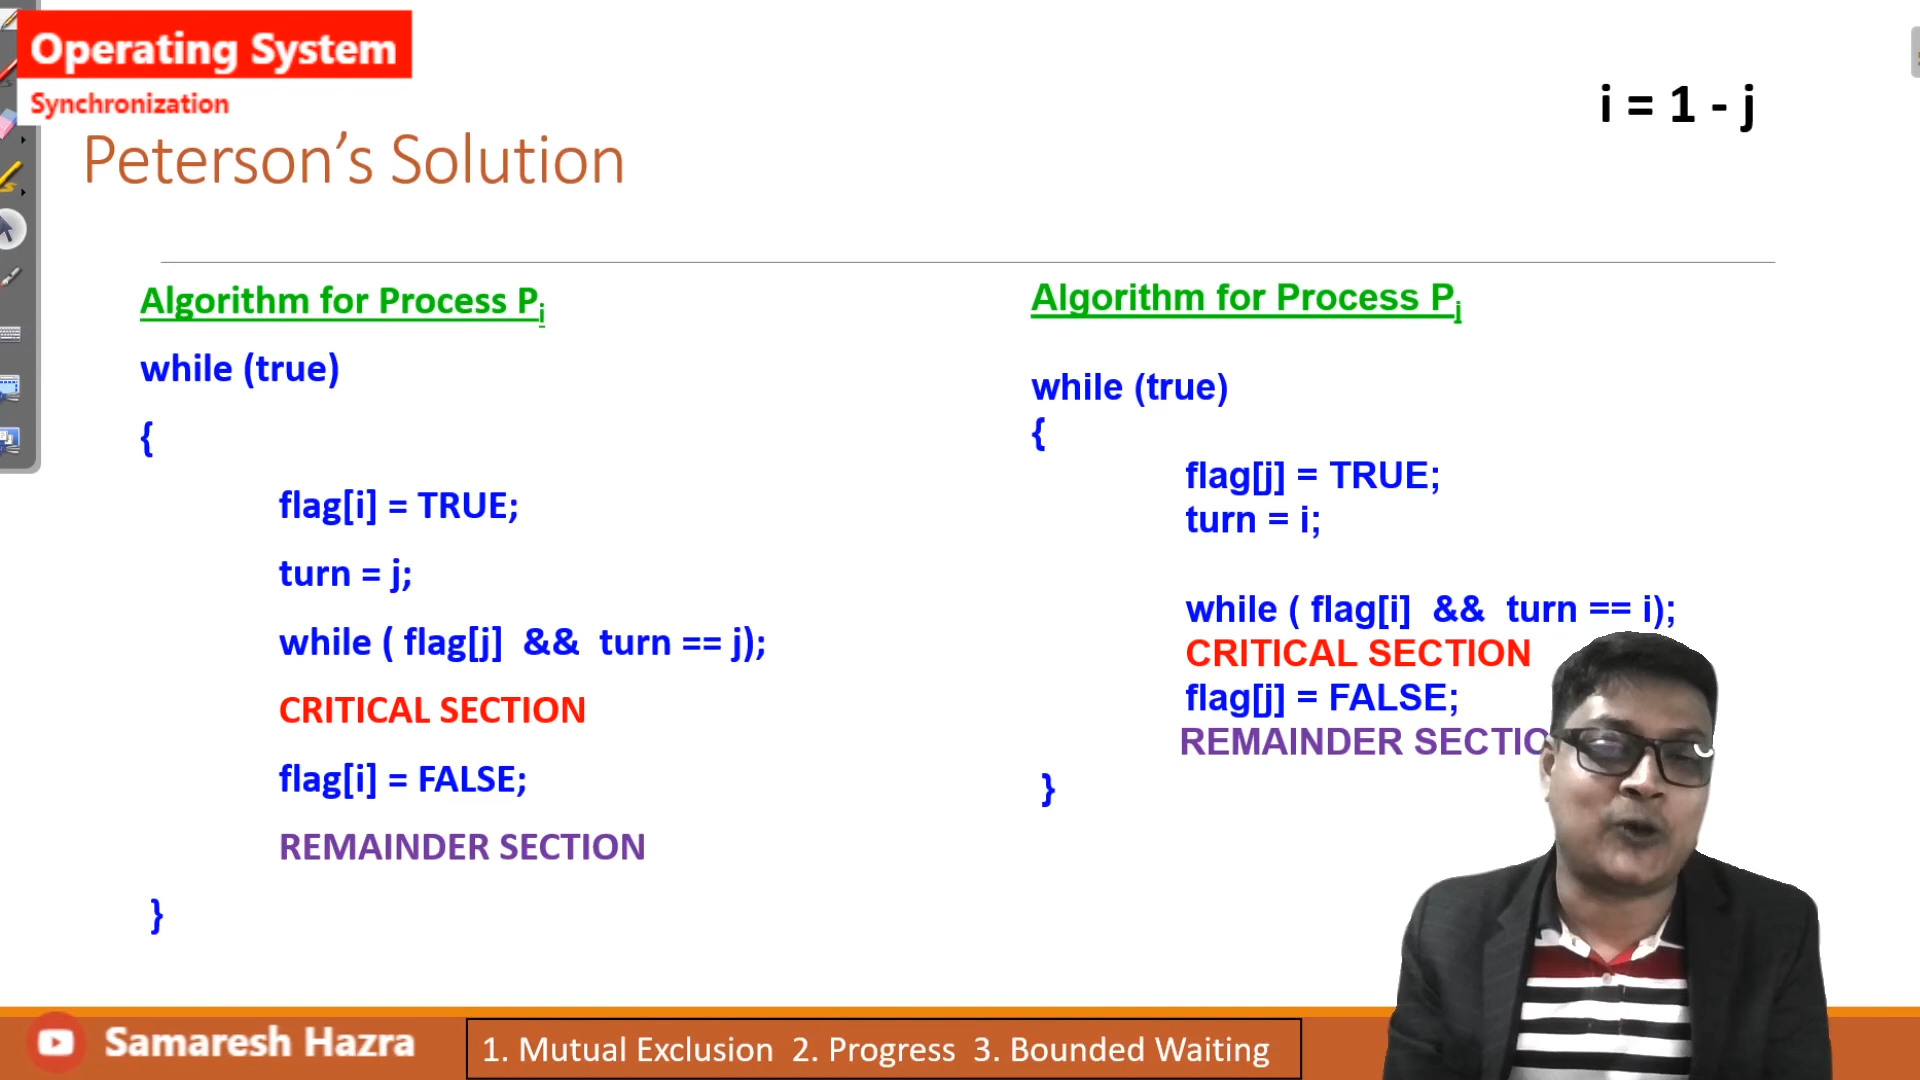 Operating System
Synchronization
i = 1 - j
Peterson's Solution
Algorithm for Process Pi
while (true)
{
flag[i] = TRUE;
turn = j;
while ( flag[j] && turn == j);
CRITICAL SECTION
flag[i] = FALSE;
REMAINDER SECTION
}
Algorithm for Process Pj
while (true)
{
flag[j] = TRUE;
turn = i;
while ( flag[i] && turn == i);
CRITICAL SECTION
flag[j] = FALSE;
REMAINDER SECTIO
}
Samaresh Hazra
1. Mutual Exclusion 2. Progress 3. Bounded Waiting